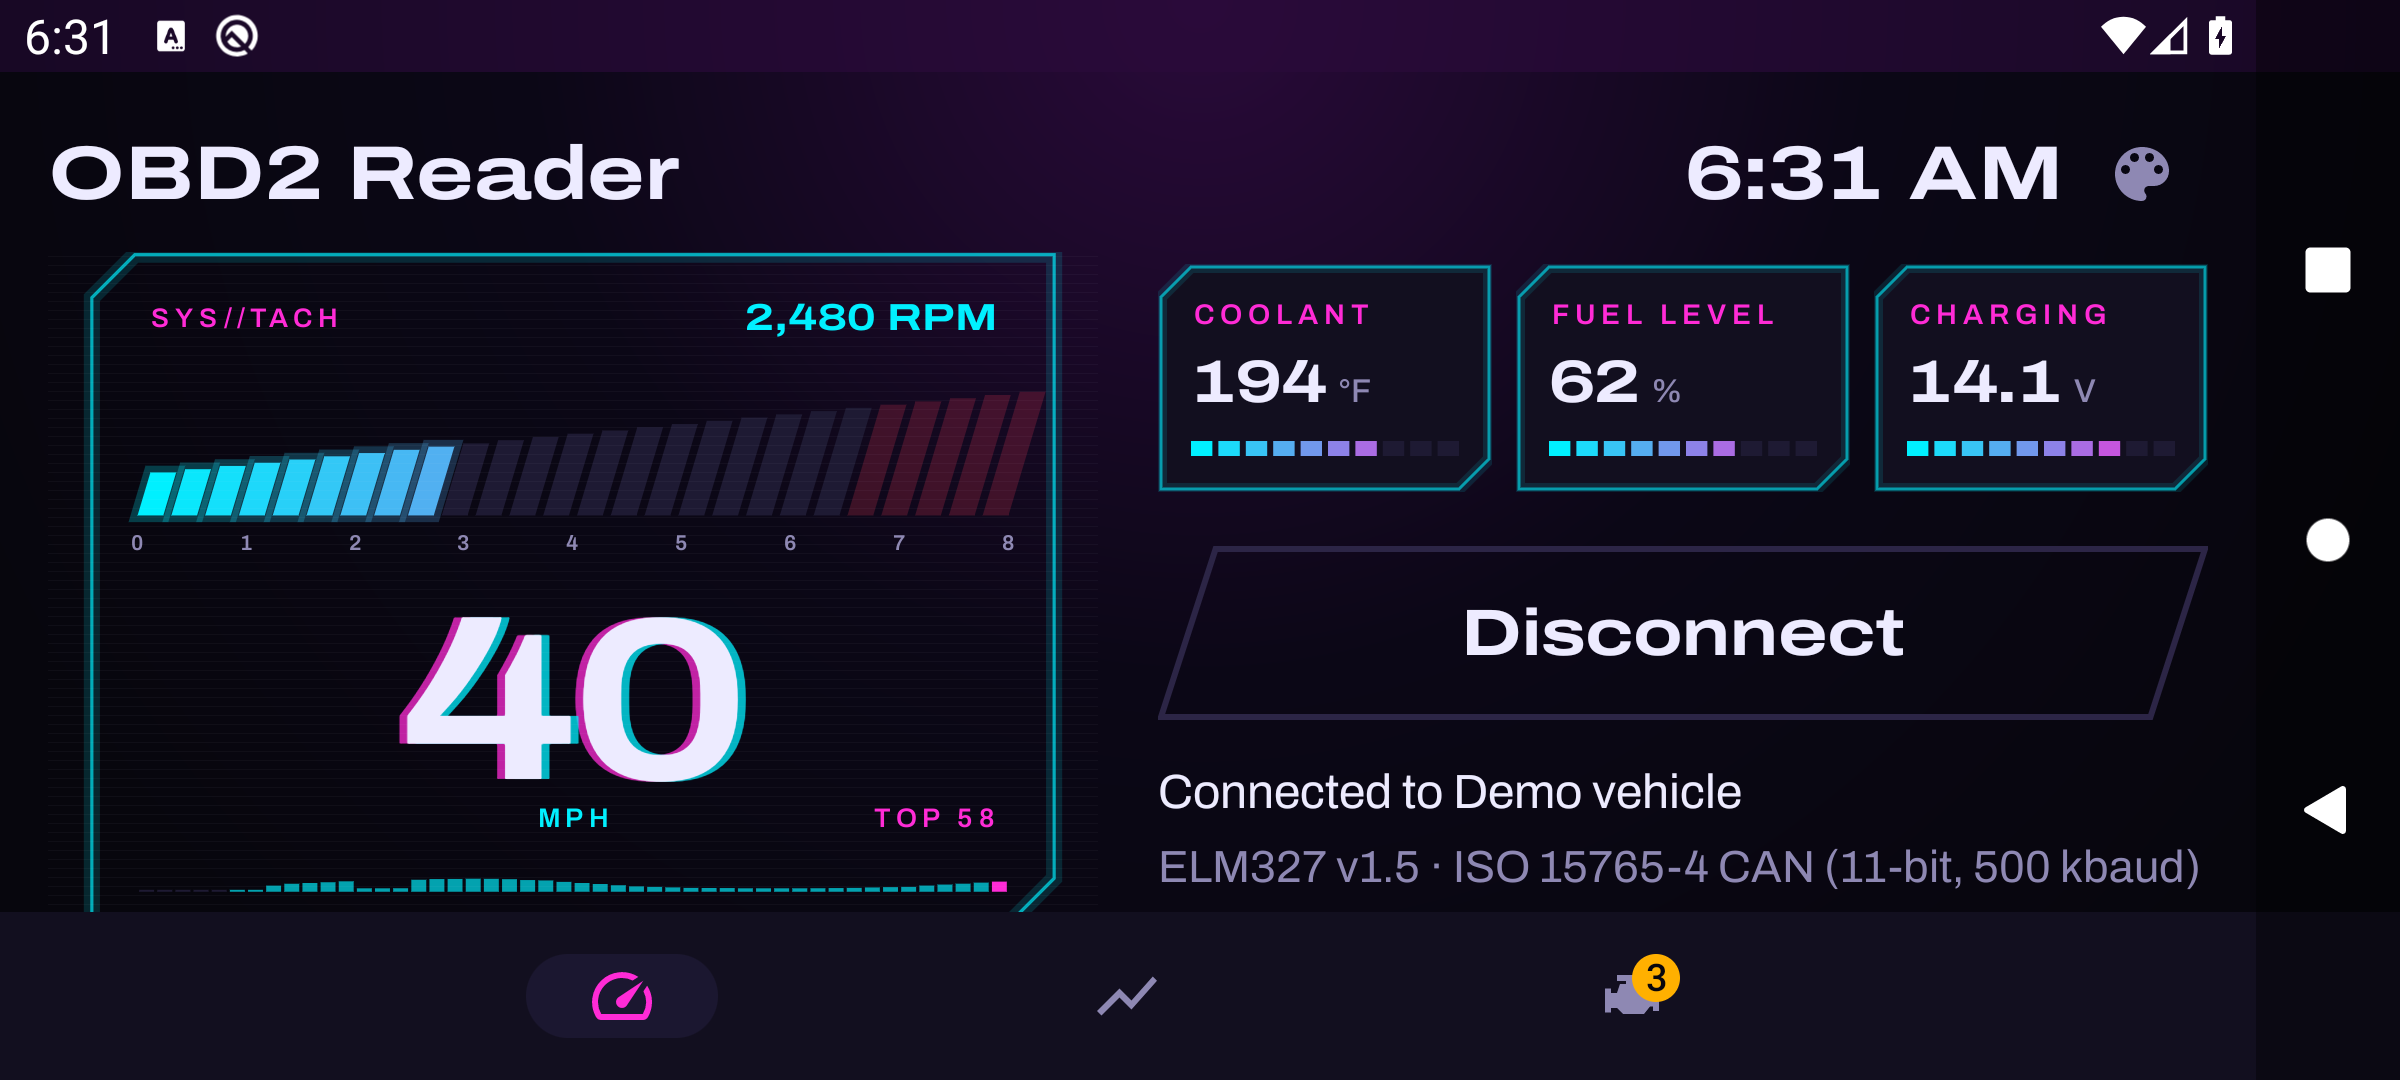 6:31
OBD2 Reader
6:31 AM
SYS//TACH
2,480 RPM
0 1 2 3 4 5 6 7 8
40
MPH
TOP 58
COOLANT
194 °F
FUEL LEVEL
62 %
CHARGING
14.1 V
Disconnect
Connected to Demo vehicle
ELM327 v1.5 · ISO 15765-4 CAN (11-bit, 500 kbaud)
3